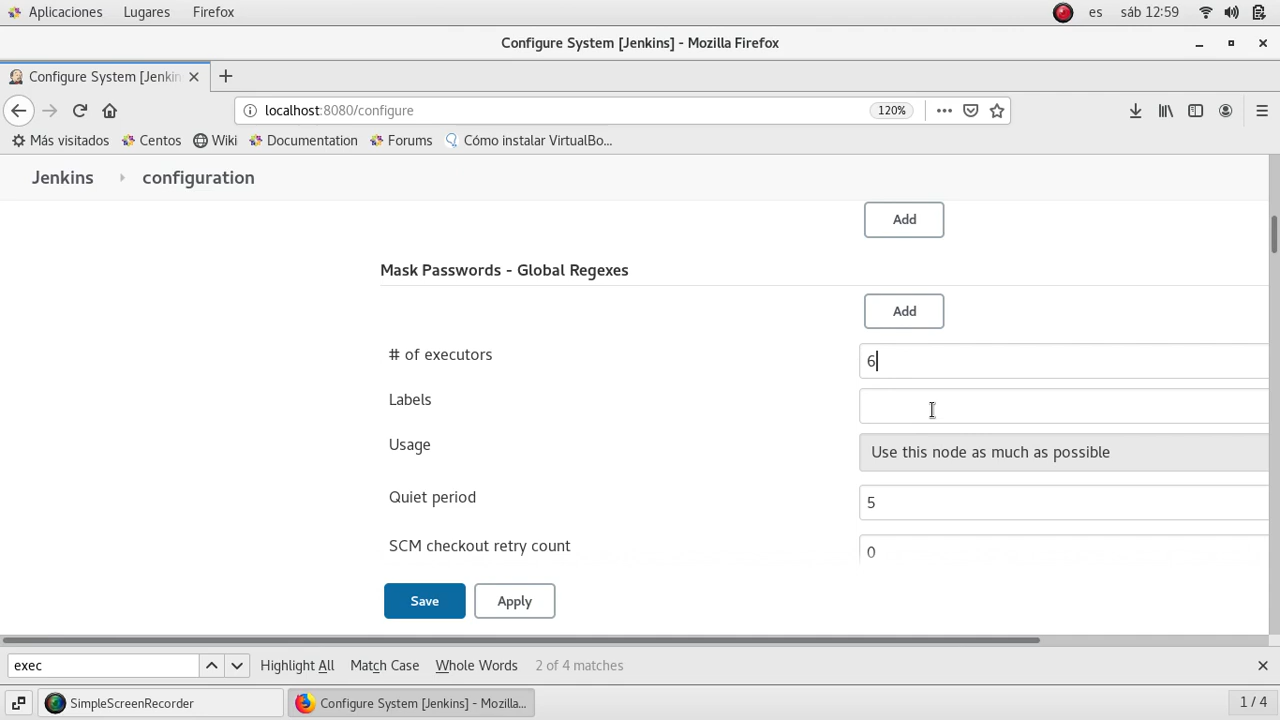 Aplicaciones Lugares Firefox es sáb 12:59
Configure System [Jenkins] - Mozilla Firefox
Configure System [Jenkin
localhost:8080/configure 120%
Más visitados Centos Wiki Documentation Forums Cómo instalar VirtualBo...
Jenkins configuration
Add
Mask Passwords - Global Regexes
Add
# of executors 6
Labels
Usage Use this node as much as possible
Quiet period 5
SCM checkout retry count 0
Save Apply
exec Highlight All Match Case Whole Words 2 of 4 matches
SimpleScreenRecorder Configure System [Jenkins] - Mozilla... 1 / 4